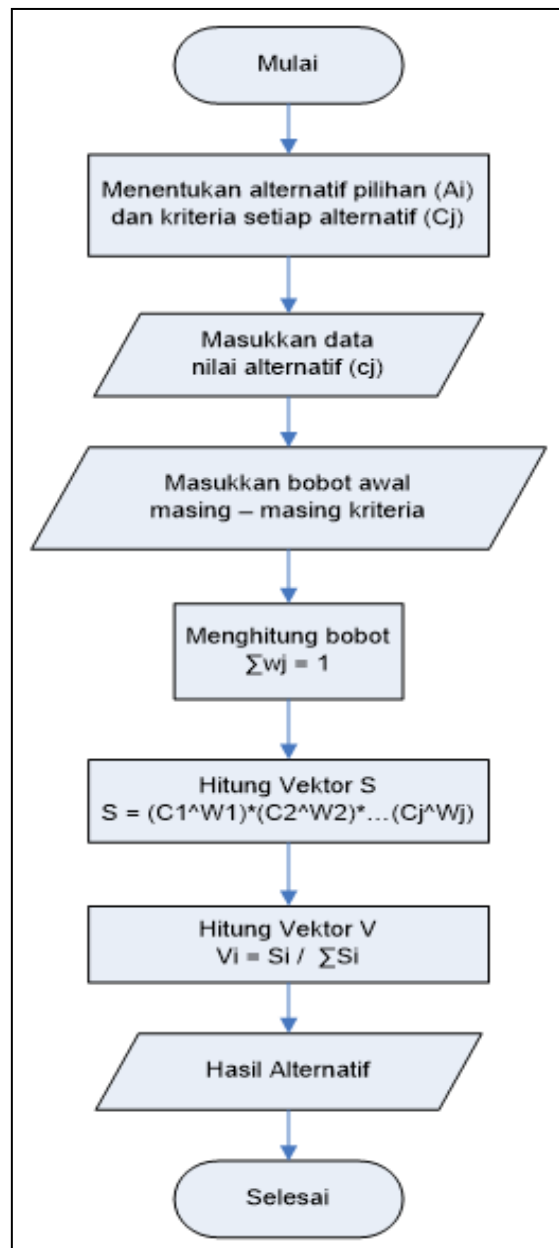 Mulai
Menentukan alternatif pilihan (Ai)
dan kriteria setiap alternatif (Cj)
Masukkan data
nilai alternatif (cj)
Masukkan bobot awal
masing – masing kriteria
Menghitung bobot
∑wj = 1
Hitung Vektor S
S = (C1^W1)*(C2^W2)*...(Cj^Wj)
Hitung Vektor V
Vi = Si / ∑Si
Hasil Alternatif
Selesai